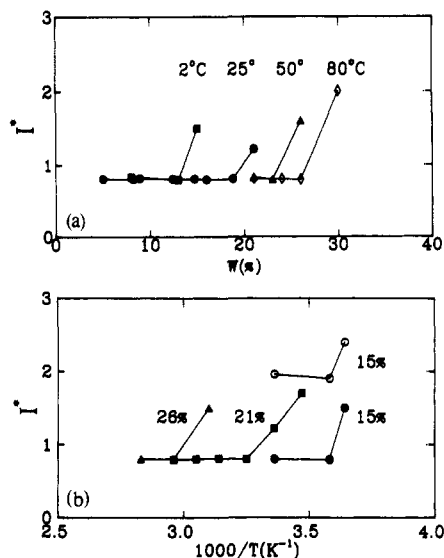 3
2°C 25° 50° 80°C
2
I*
1
(a)
0
0 10 20 30 40
W(%)
3
15%
2
26% 21% 15%
I*
1
(b)
0
2.5 3.0 3.5 4.0
1000/T(K⁻¹)